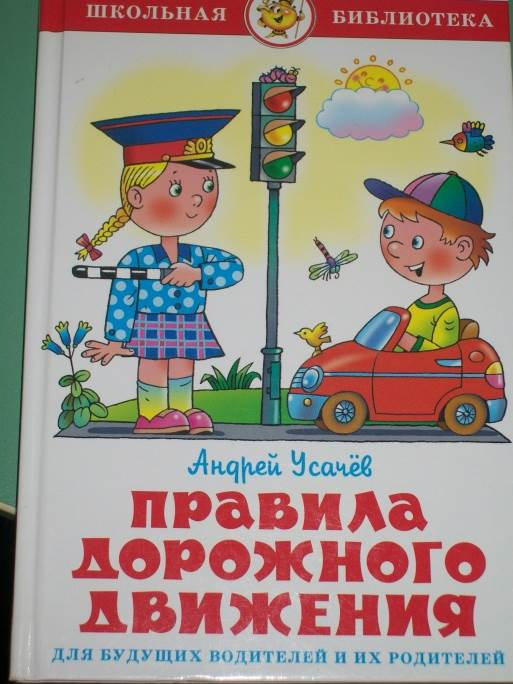 ШКОЛЬНАЯ БИБЛИОТЕКА
Андрей Усачёв
ПРАВИЛА
ДОРОЖНОГО
ДВИЖЕНИЯ
ДЛЯ БУДУЩИХ ВОДИТЕЛЕЙ И ИХ РОДИТЕЛЕЙ